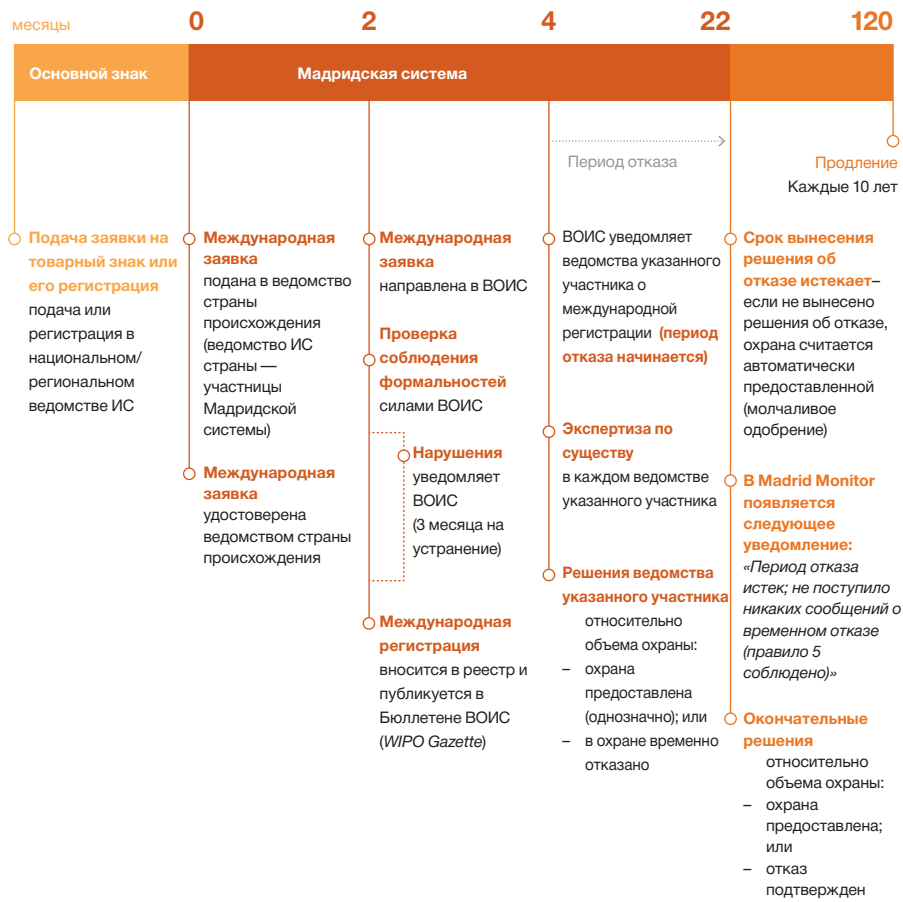 месяцы
0
2
4
22
120
Основной знак
Мадридская система
Период отказа
Продление
Каждые 10 лет
Подача заявки на
товарный знак или
его регистрация
подача или
регистрация в
национальном/
региональном
ведомстве ИС
Международная
заявка
подана в ведомство
страны
происхождения
(ведомство ИС
страны —
участницы
Мадридской
системы)
Международная
заявка
удостоверена
ведомством страны
происхождения
Международная
заявка
направлена в ВОИС
Проверка
соблюдения
формальностей
силами ВОИС
Нарушения
уведомляет
ВОИС
(3 месяца на
устранение)
Международная
регистрация
вносится в реестр и
публикуется в
Бюллетене ВОИС
(WIPO Gazette)
ВОИС уведомляет
ведомства указанного
участника о
международной
регистрации (период
отказа начинается)
Экспертиза по
существу
в каждом ведомстве
указанного участника
Решения ведомства
указанного участника
относительно
объема охраны:
– охрана
предоставлена
(однозначно); или
– в охране временно
отказано
Срок вынесения
решения об
отказе истекает–
если не вынесено
решения об отказе,
охрана считается
автоматически
предоставленной
(молчаливое
одобрение)
В Madrid Monitor
появляется
следующее
уведомление:
«Период отказа
истек; не поступило
никаких сообщений о
временном отказе
(правило 5
соблюдено)»
Окончательные
решения
относительно
объема охраны:
– охрана
предоставлена;
или
– отказ
подтвержден